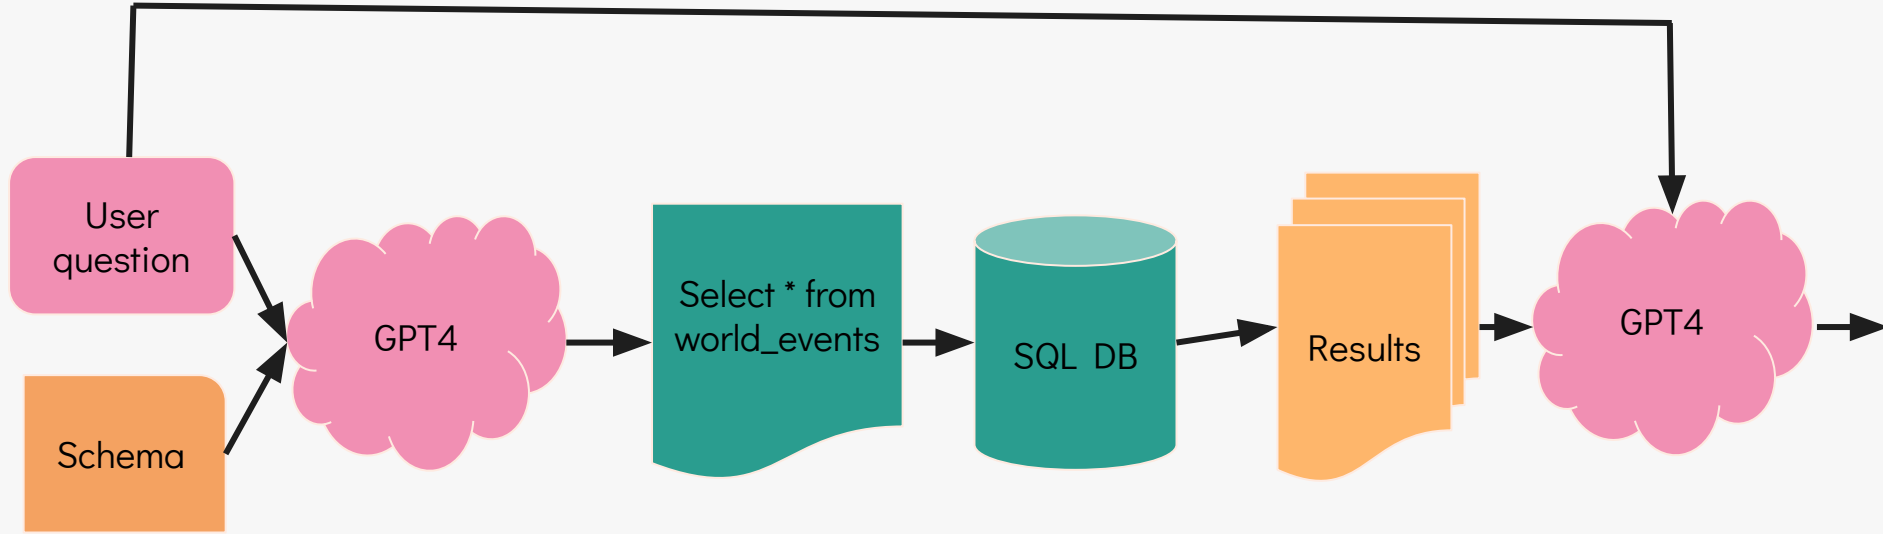 User
question
Schema
GPT4
Select * from
world_events
SQL DB
Results
GPT4